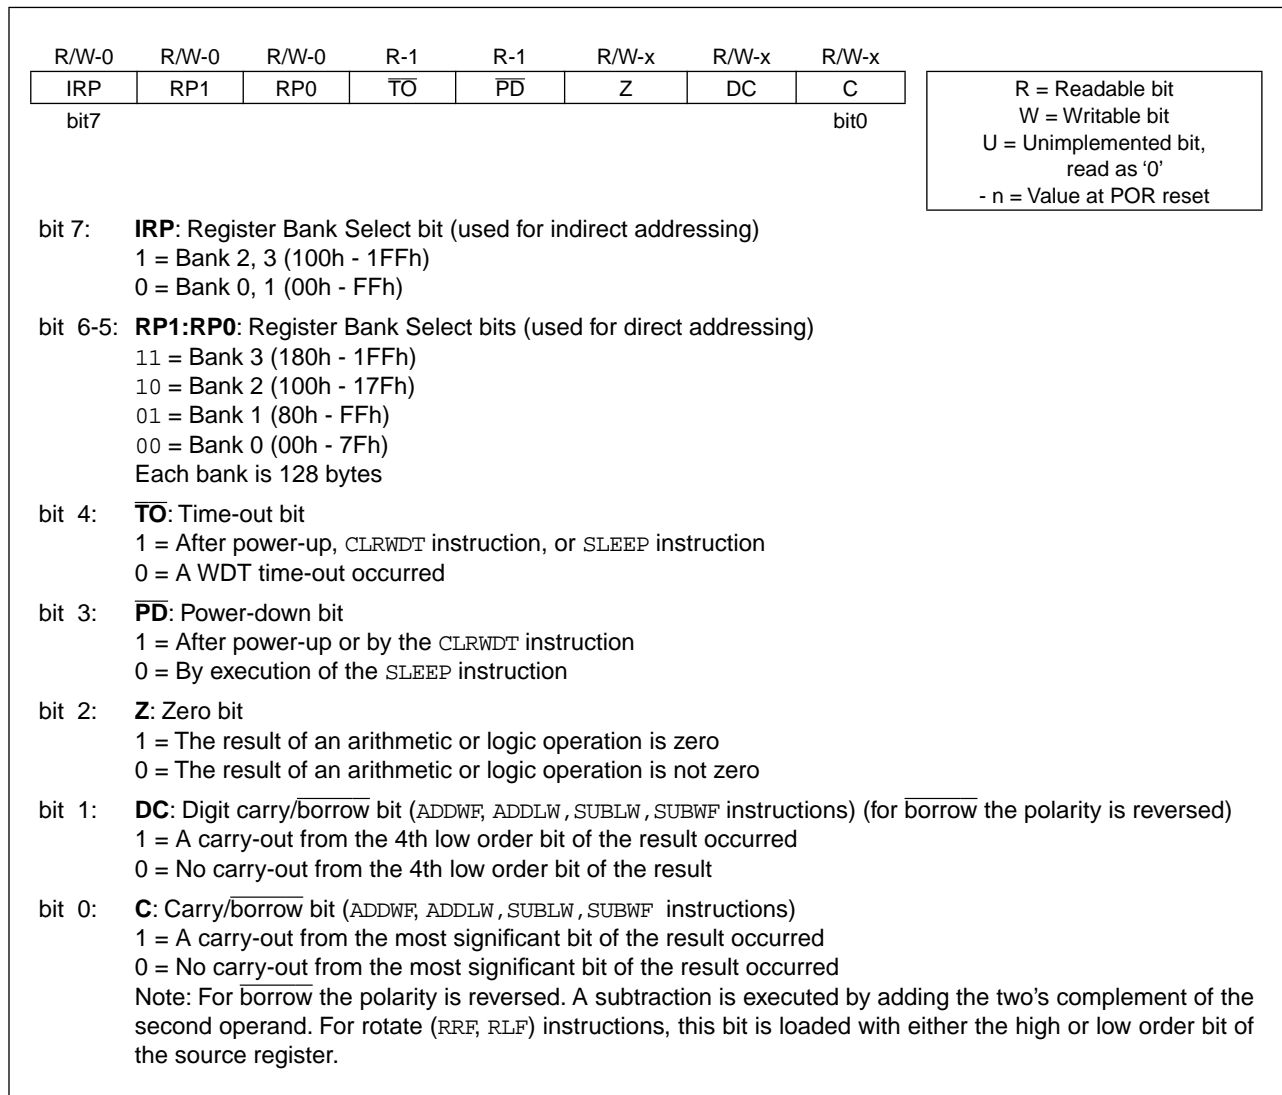 R/W-0 R/W-0 R/W-0 R-1 R-1 R/W-x R/W-x R/W-x
IRP RP1 RP0 T̅O̅ P̅D̅ Z DC C
bit7 bit0
R = Readable bit
W = Writable bit
U = Unimplemented bit,
read as ‘0’
- n = Value at POR reset
bit 7: IRP: Register Bank Select bit (used for indirect addressing)
1 = Bank 2, 3 (100h - 1FFh)
0 = Bank 0, 1 (00h - FFh)
bit 6-5: RP1:RP0: Register Bank Select bits (used for direct addressing)
11 = Bank 3 (180h - 1FFh)
10 = Bank 2 (100h - 17Fh)
01 = Bank 1 (80h - FFh)
00 = Bank 0 (00h - 7Fh)
Each bank is 128 bytes
bit 4: T̅O̅: Time-out bit
1 = After power-up, CLRWDT instruction, or SLEEP instruction
0 = A WDT time-out occurred
bit 3: P̅D̅: Power-down bit
1 = After power-up or by the CLRWDT instruction
0 = By execution of the SLEEP instruction
bit 2: Z: Zero bit
1 = The result of an arithmetic or logic operation is zero
0 = The result of an arithmetic or logic operation is not zero
bit 1: DC: Digit carry/b̅o̅r̅r̅o̅w̅ bit (ADDWF, ADDLW,SUBLW,SUBWF instructions) (for b̅o̅r̅r̅o̅w̅ the polarity is reversed)
1 = A carry-out from the 4th low order bit of the result occurred
0 = No carry-out from the 4th low order bit of the result
bit 0: C: Carry/b̅o̅r̅r̅o̅w̅ bit (ADDWF, ADDLW,SUBLW,SUBWF instructions)
1 = A carry-out from the most significant bit of the result occurred
0 = No carry-out from the most significant bit of the result occurred
Note: For b̅o̅r̅r̅o̅w̅ the polarity is reversed. A subtraction is executed by adding the two’s complement of the
second operand. For rotate (RRF, RLF) instructions, this bit is loaded with either the high or low order bit of
the source register.